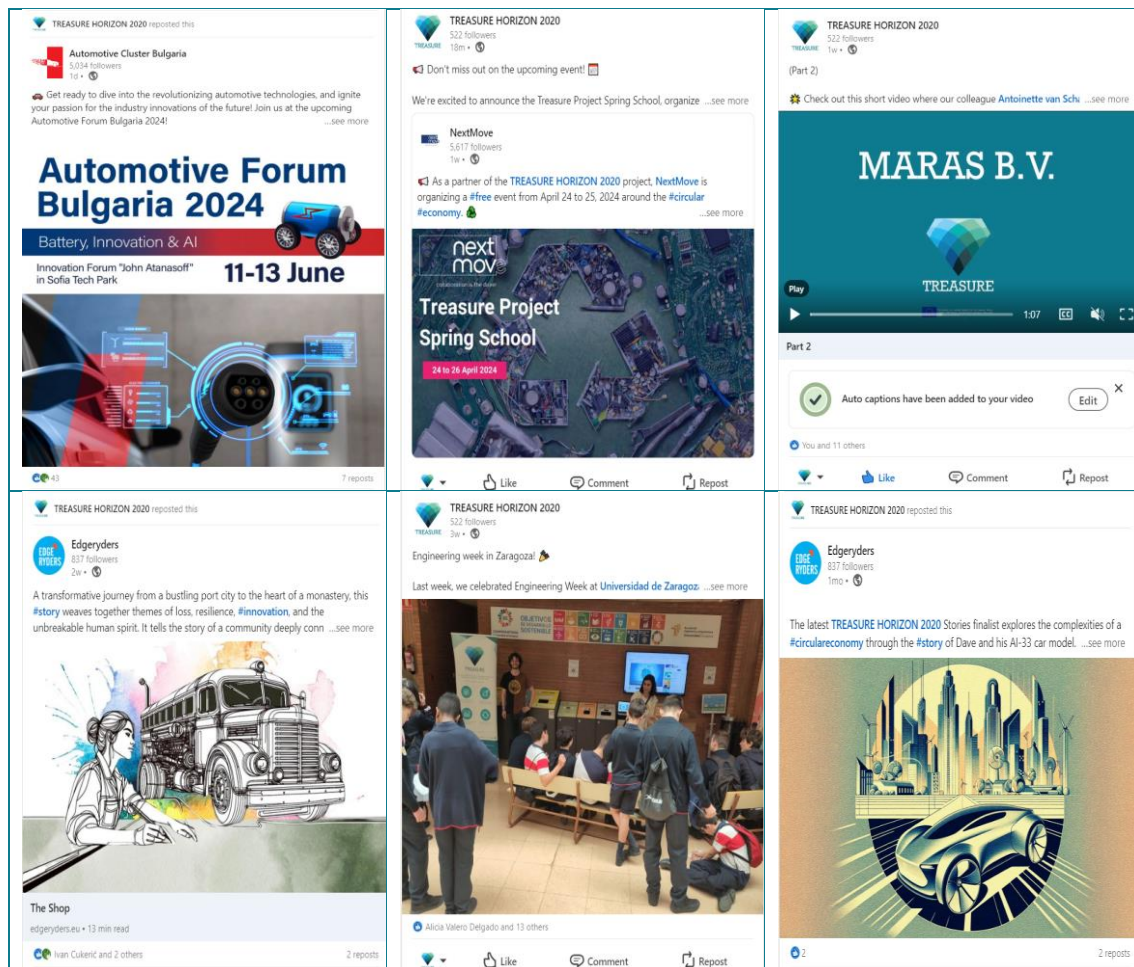 TREASURE HORIZON 2020 reposted this
Automotive Cluster Bulgaria
5,034 followers
1d •
Get ready to dive into the revolutionizing automotive technologies, and ignite
your passion for the industry innovations of the future! Join us at the upcoming
Automotive Forum Bulgaria 2024!
...see more
Automotive Forum
Bulgaria 2024
Battery, Innovation & AI
Innovation Forum "John Atanasoff"
in Sofia Tech Park
11-13 June
43
7 reposts
TREASURE HORIZON 2020
522 followers
18m •
TREASURE
Don't miss out on the upcoming event!
We're excited to announce the Treasure Project Spring School, organize ...see more
NextMove
5,617 followers
1w •
As a partner of the TREASURE HORIZON 2020 project, NextMove is
organizing a #free event from April 24 to 25, 2024 around the #circular
#economy.
...see more
next
move
Treasure Project
Spring School
24 to 26 April 2024
Like
Comment
Repost
TREASURE HORIZON 2020
522 followers
1w •
TREASURE
(Part 2)
Check out this short video where our colleague Antoinette van Scha ...see more
MARAS B.V.
TREASURE
Play
1:07
CC
Part 2
Auto captions have been added to your video
Edit
You and 11 others
Like
Comment
Repost
TREASURE HORIZON 2020 reposted this
EDGE
RYDERS
Edgeryders
837 followers
2w •
A transformative journey from a bustling port city to the heart of a monastery, this
#story weaves together themes of loss, resilience, #innovation, and the
unbreakable human spirit. It tells the story of a community deeply conn ...see more
The Shop
edgeryders.eu • 13 min read
Ivan Cukerić and 2 others
2 reposts
TREASURE HORIZON 2020
522 followers
3w •
TREASURE
Engineering week in Zaragoza!
Last week, we celebrated Engineering Week at Universidad de Zaragoz ...see more
OBJETIVOS
DE DESARROLLO
SOSTENIBLE
TREASURE
Alicia Valero Delgado and 13 others
Like
Comment
Repost
TREASURE HORIZON 2020 reposted this
EDGE
RYDERS
Edgeryders
837 followers
1mo •
The latest TREASURE HORIZON 2020 Stories finalist explores the complexities of a
#circulareconomy through the #story of Dave and his AI-33 car model. ...see more
2
2 reposts